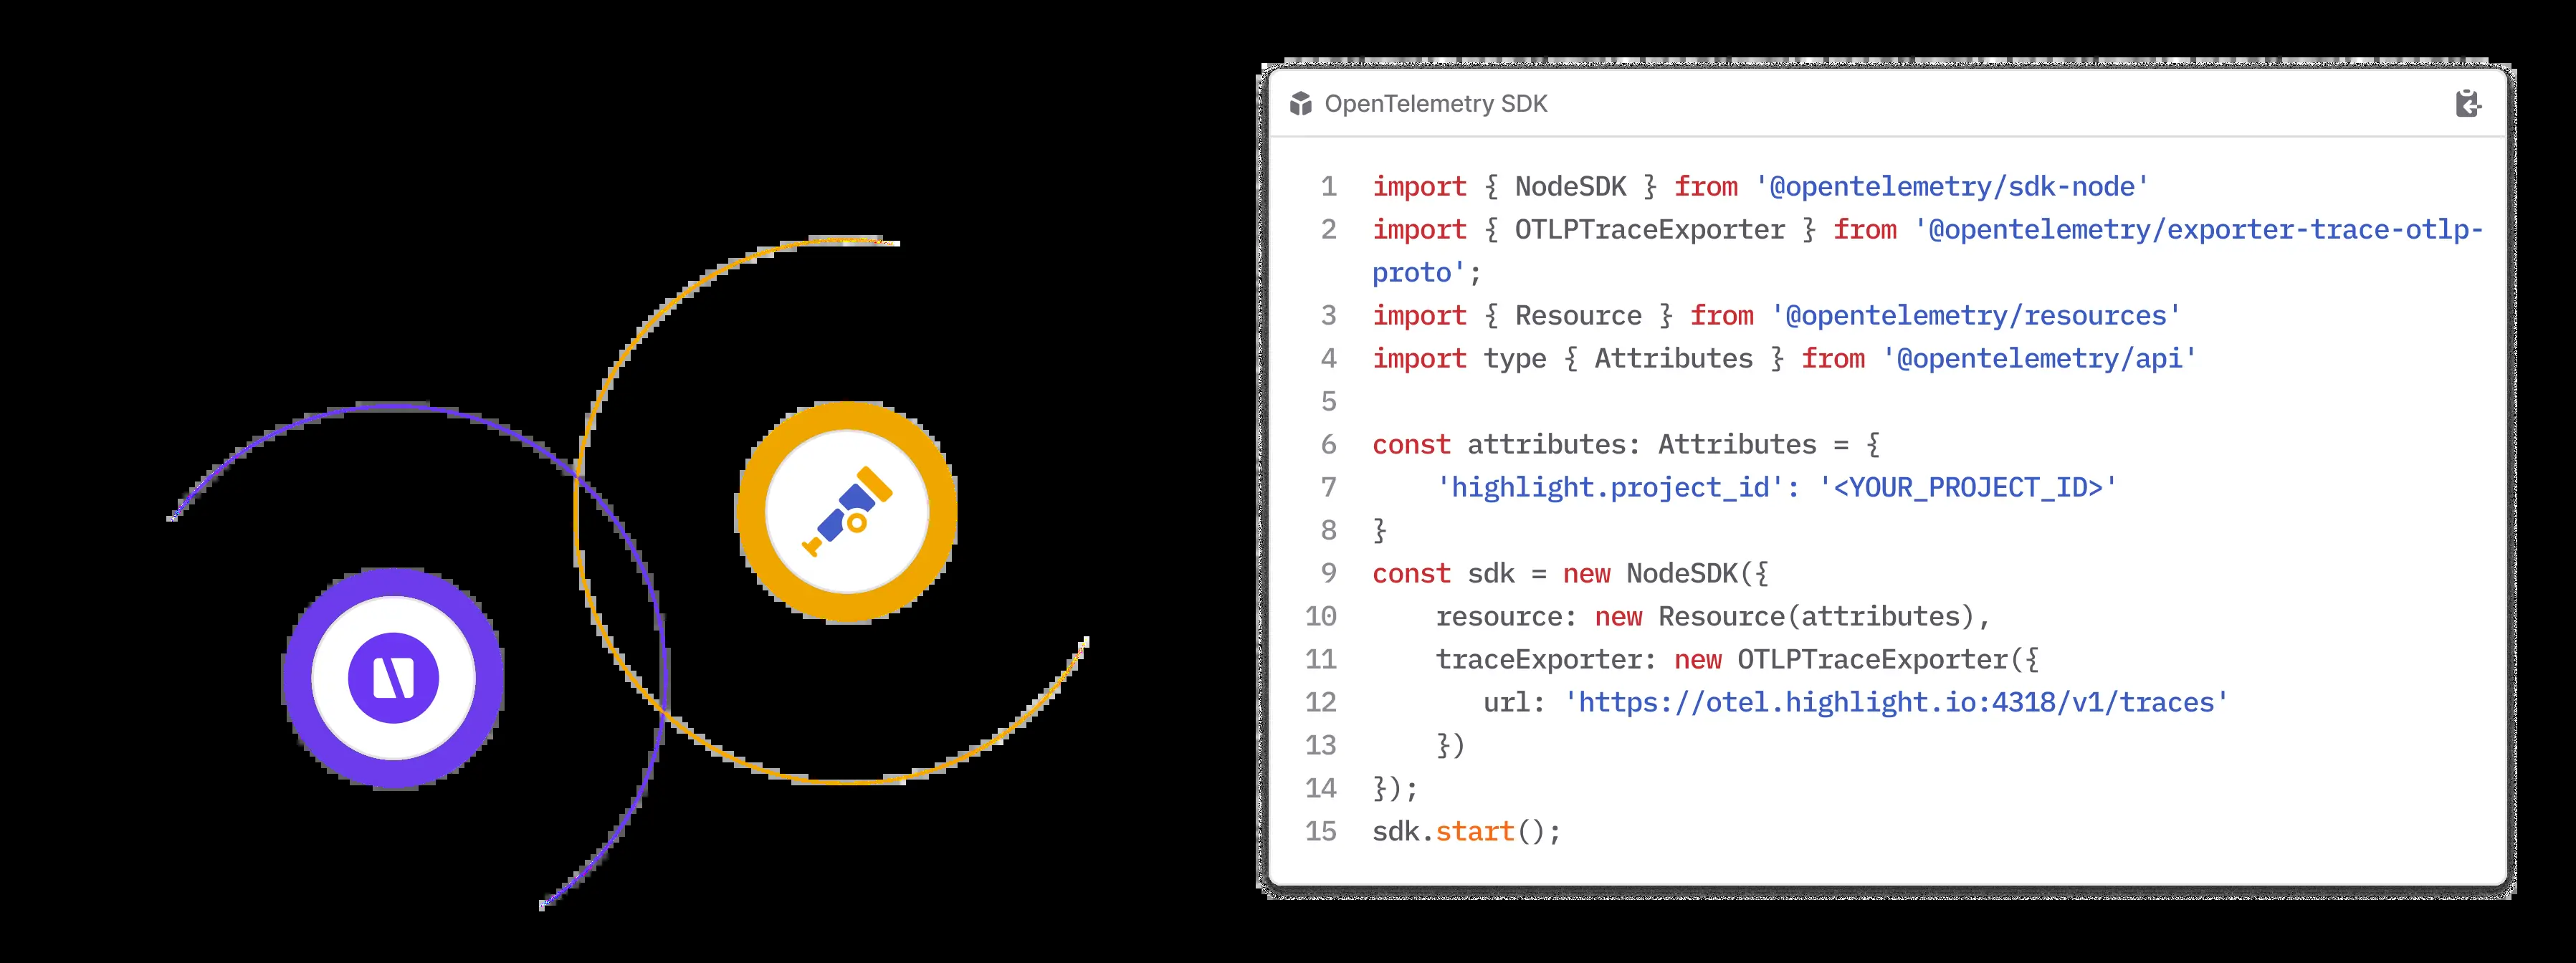 OpenTelemetry SDK
1 import { NodeSDK } from '@opentelemetry/sdk-node'
2 import { OTLPTraceExporter } from '@opentelemetry/exporter-trace-otlp-
proto';
3 import { Resource } from '@opentelemetry/resources'
4 import type { Attributes } from '@opentelemetry/api'
5
6 const attributes: Attributes = {
7     'highlight.project_id': '<YOUR_PROJECT_ID>'
8 }
9 const sdk = new NodeSDK({
10     resource: new Resource(attributes),
11     traceExporter: new OTLPTraceExporter({
12        url: 'https://otel.highlight.io:4318/v1/traces'
13     })
14 });
15 sdk.start();